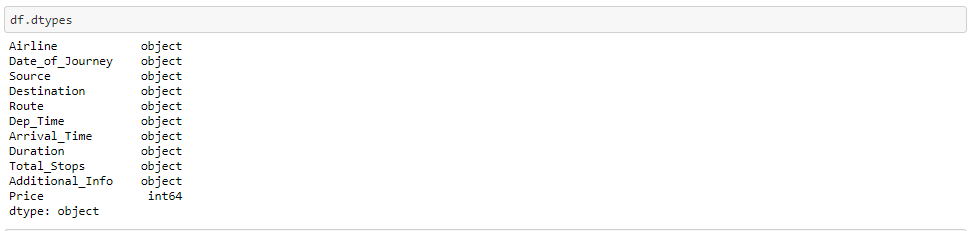 df.dtypes
Airline object
Date_of_Journey object
Source object
Destination object
Route object
Dep_Time object
Arrival_Time object
Duration object
Total_Stops object
Additional_Info object
Price int64
dtype: object